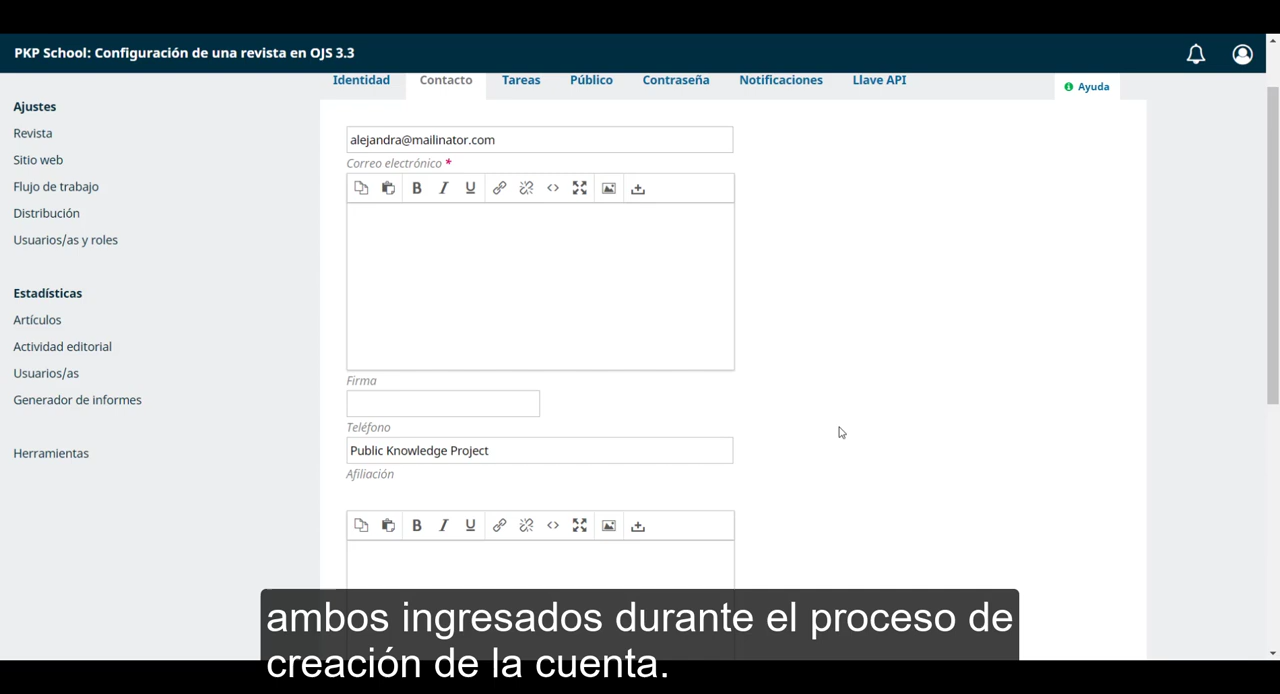 PKP School: Configuración de una revista en OJS 3.3
Identidad Contacto Tareas Público Contraseña Notificaciones Llave API
Ayuda
Ajustes
Revista
Sitio web
Flujo de trabajo
Distribución
Usuarios/as y roles
Estadísticas
Artículos
Actividad editorial
Usuarios/as
Generador de informes
Herramientas
alejandra@mailinator.com
Correo electrónico *
B I U
Firma
Teléfono
Public Knowledge Project
Afiliación
B I U
ambos ingresados durante el proceso de
creación de la cuenta.